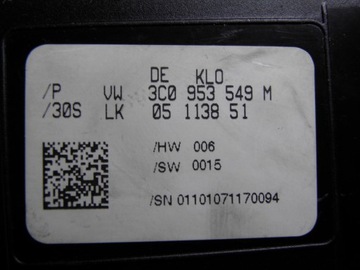 DE KLO
/P VW 3C0 953 549 M
/30S LK 05 1138 51
/HW 006
/SW 0015
/SN 01101071170094